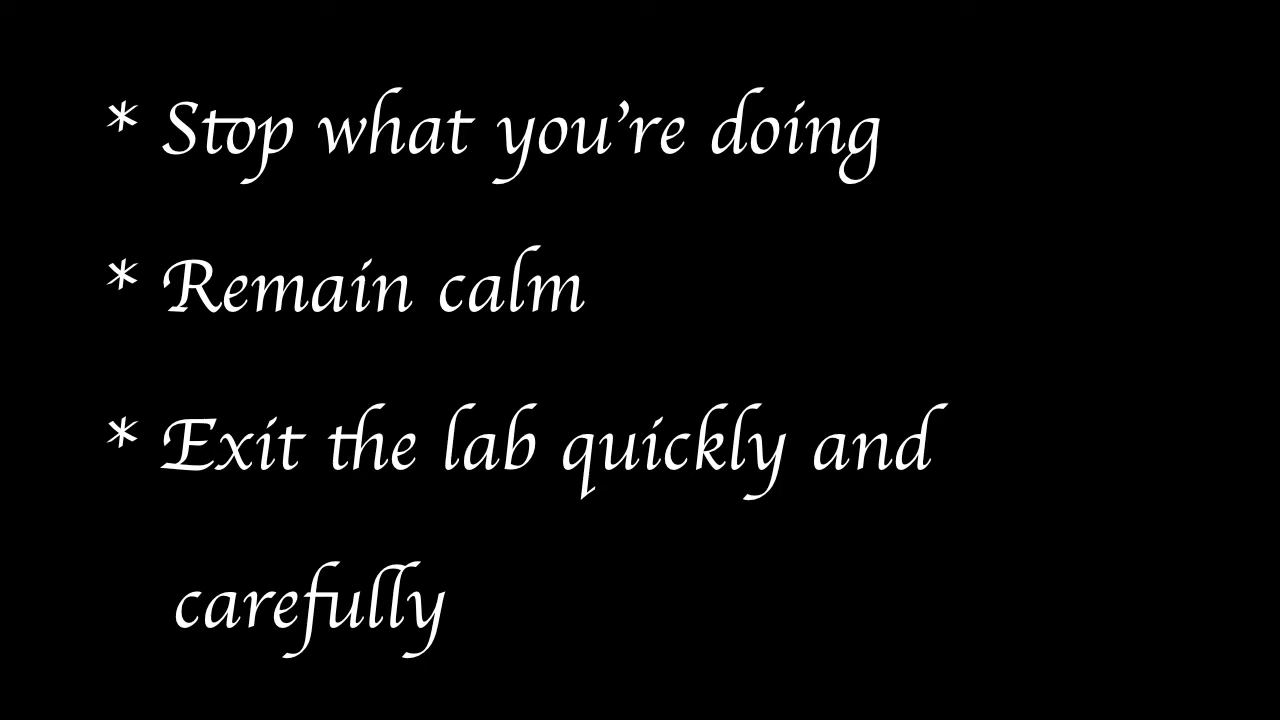 * Stop what you're doing
* Remain calm
* Exit the lab quickly and
carefully